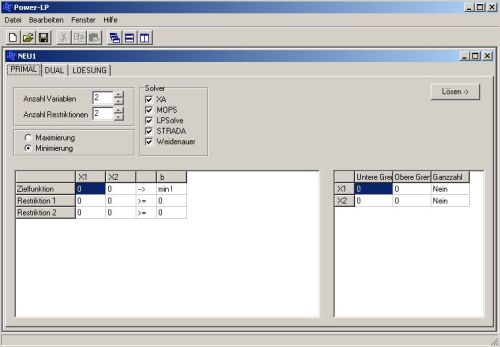 Power-LP
Datei Bearbeiten Fenster Hilfe
NEU1
PRIMAL DUAL LOESUNG
Anzahl Variablen 2
Anzahl Restriktionen 2
Maximierung
Minimierung
Solver
XA
MOPS
LPSolve
STRADA
Weidenauer
Lösen ->
X1 X2 b
Zielfunktion 0 0 --> min !
Restriktion 1 0 0 >= 0
Restriktion 2 0 0 >= 0
Untere Gren Obere Gren Ganzzahl
X1 0 0 Nein
X2 0 0 Nein